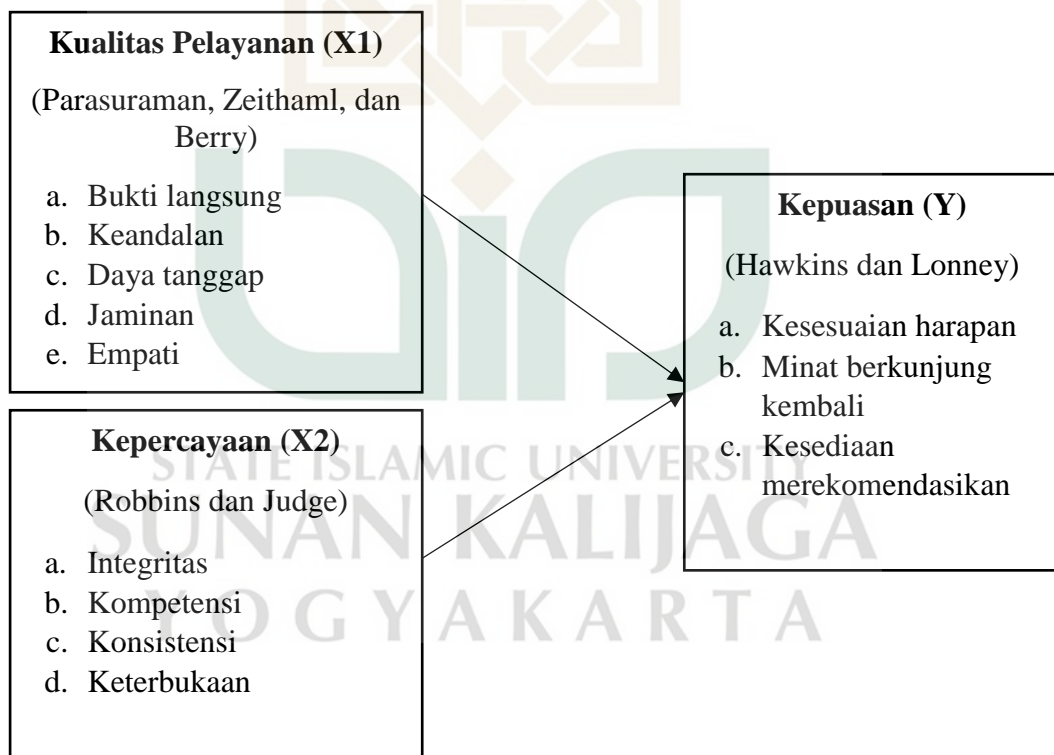 Kualitas Pelayanan (X1)
(Parasuraman, Zeithaml, dan
Berry)
a. Bukti langsung
b. Keandalan
c. Daya tanggap
d. Jaminan
e. Empati
Kepercayaan (X2)
(Robbins dan Judge)
a. Integritas
b. Kompetensi
c. Konsistensi
d. Keterbukaan
Kepuasan (Y)
(Hawkins dan Lonney)
a. Kesesuaian harapan
b. Minat berkunjung
kembali
c. Kesediaan
merekomendasikan
STATE ISLAMIC UNIVERSITY
SUNAN KALIJAGA
YOGYAKARTA